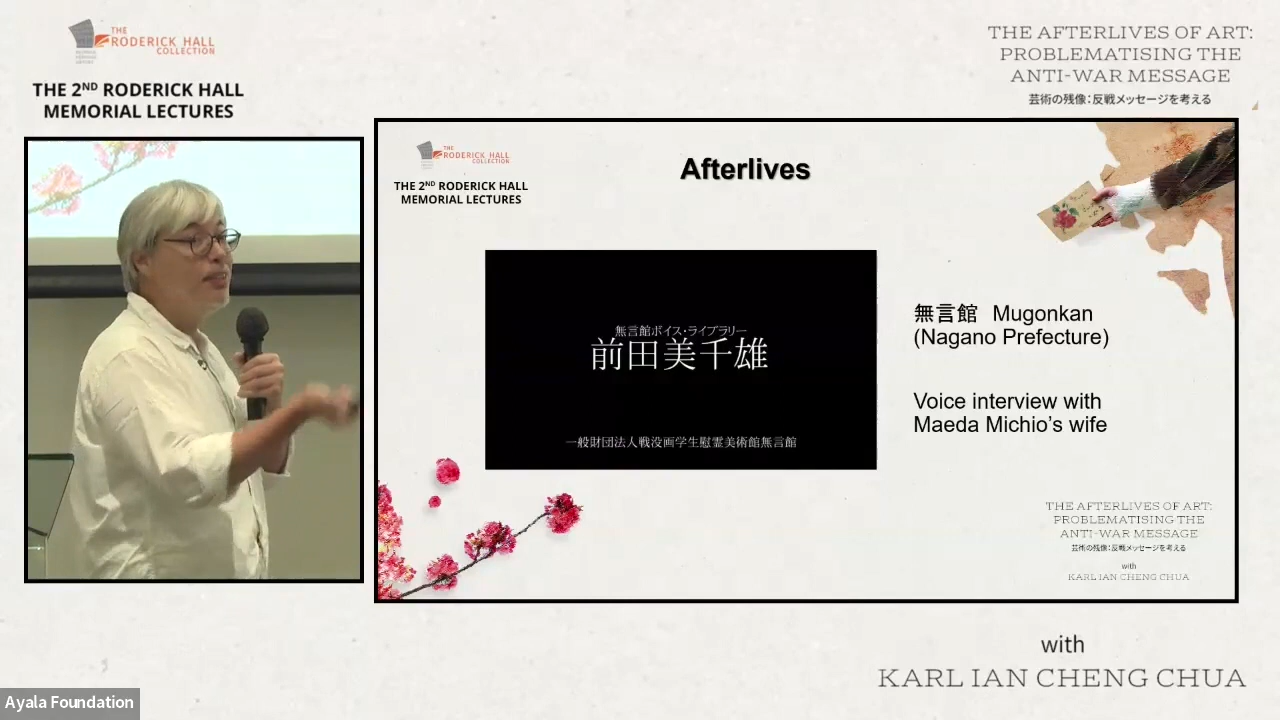 THE
RODERICK HALL
COLLECTION
THE 2ND RODERICK HALL
MEMORIAL LECTURES
THE AFTERLIVES OF ART:
PROBLEMATISING THE
ANTI-WAR MESSAGE
芸術の残像：反戦メッセージを考える
THE
RODERICK HALL
COLLECTION
THE 2ND RODERICK HALL
MEMORIAL LECTURES
Afterlives
無言館ボイス・ライブラリー
前田美千雄
一般財団法人戦没画学生慰霊美術館無言館
無言館 Mugonkan
(Nagano Prefecture)
Voice interview with
Maeda Michio's wife
THE AFTERLIVES OF ART:
PROBLEMATISING THE
ANTI-WAR MESSAGE
芸術の残像：反戦メッセージを考える
with
KARL IAN CHENG CHUA
with
KARL IAN CHENG CHUA
Ayala Foundation